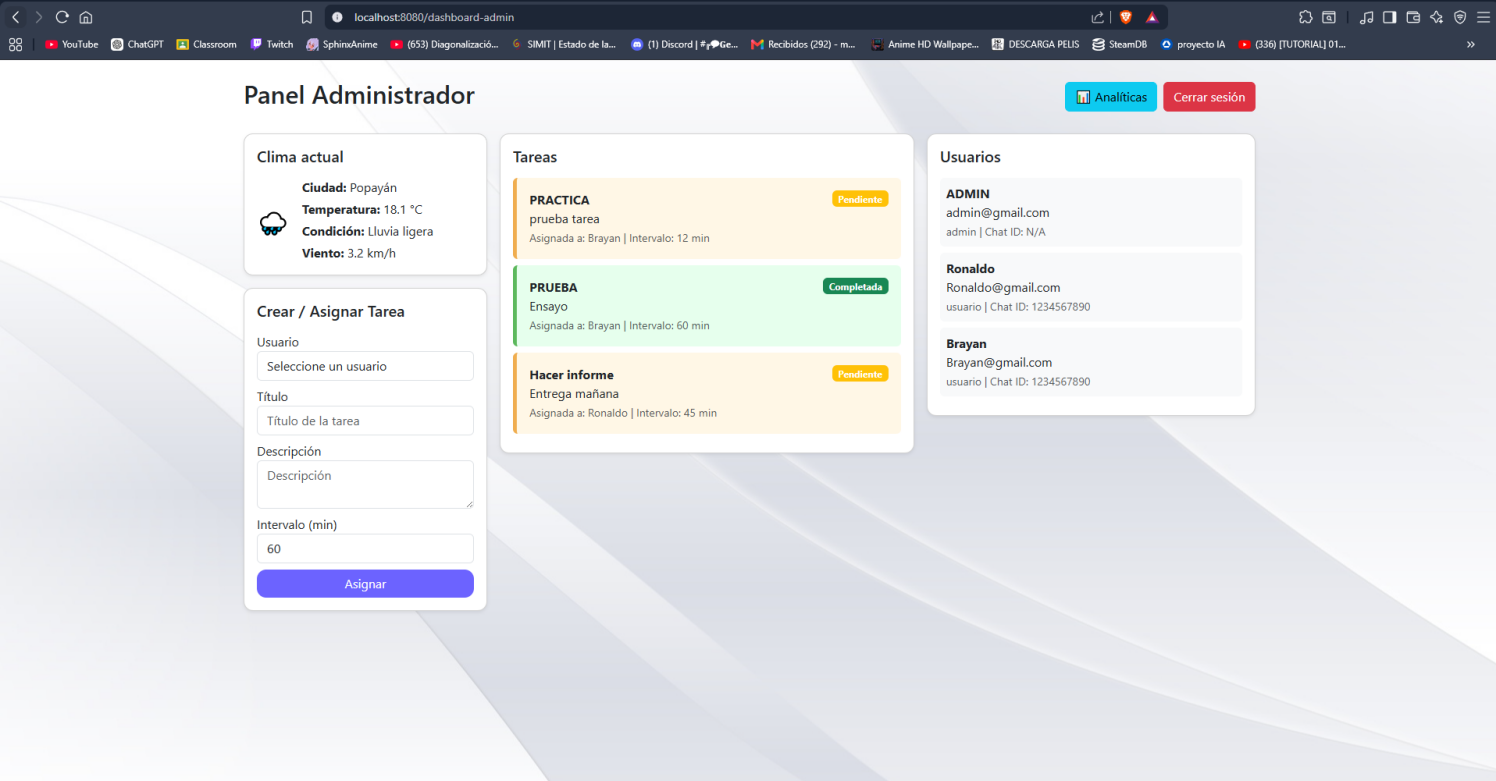 localhost:8080/dashboard-admin
YouTube
ChatGPT
Classroom
Twitch
SphinxAnime
(653) Diagonalizació...
SIMIT | Estado de la...
(1) Discord |
Recibidos (292) - m...
Anime HD Wallpape...
DESCARGA PELIS
SteamDB
proyecto IA
(336) [TUTORIAL] 01...
»
Panel Administrador
Analíticas
Cerrar sesión
Clima actual
Ciudad: Popayán
Temperatura: 18.1 °C
Condición: Lluvia ligera
Viento: 3.2 km/h
Crear / Asignar Tarea
Usuario
Seleccione un usuario
Título
Título de la tarea
Descripción
Descripción
Intervalo (min)
60
Asignar
Tareas
PRACTICA
Pendiente
prueba tarea
Asignada a: Brayan | Intervalo: 12 min
PRUEBA
Completada
Ensayo
Asignada a: Brayan | Intervalo: 60 min
Hacer informe
Pendiente
Entrega mañana
Asignada a: Ronaldo | Intervalo: 45 min
Usuarios
ADMIN
admin@gmail.com
admin | Chat ID: N/A
Ronaldo
Ronaldo@gmail.com
usuario | Chat ID: 1234567890
Brayan
Brayan@gmail.com
usuario | Chat ID: 1234567890